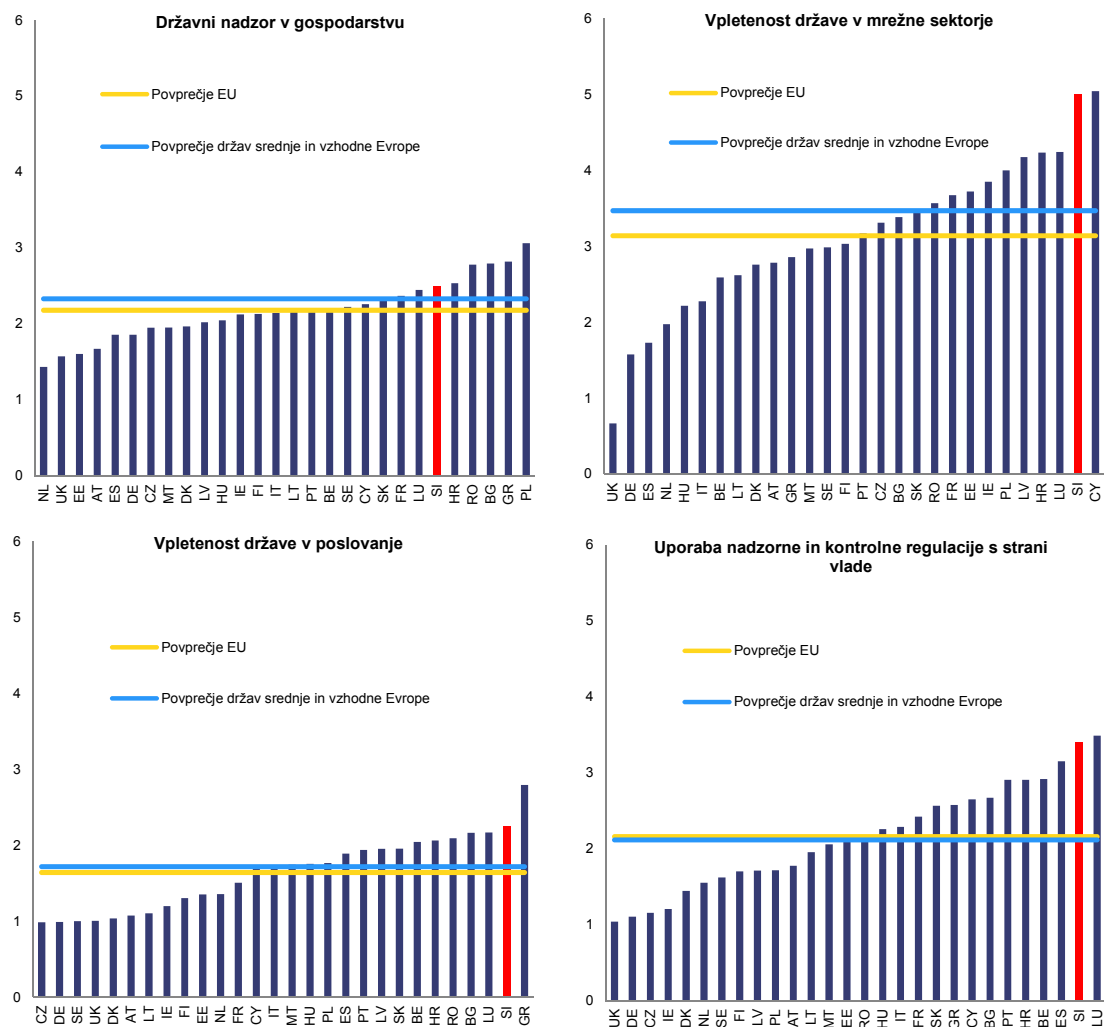 Državni nadzor v gospodarstvu
6
5
4
3
2
1
0
Povprečje EU
Povprečje držav srednje in vzhodne Evrope
NL UK EE AT ES DE CZ MT DK LV HU IE FI IT LT PT BE SE CY SK FR LU SI HR RO BG GR PL
Vpletenost države v mrežne sektorje
6
5
4
3
2
1
0
Povprečje EU
Povprečje držav srednje in vzhodne Evrope
UK DE ES NL HU IT BE LT DK AT GR MT SE FI PT CZ BG SK RO FR EE IE PL LV HR LU SI CY
Vpletenost države v poslovanje
6
5
4
3
2
1
0
Povprečje EU
Povprečje držav srednje in vzhodne Evrope
CZ DE SE UK DK AT LT IE FI EE NL FR CY IT MT HU PL ES PT LV SK BE HR RO BG LU SI GR
Uporaba nadzorne in kontrolne regulacije s strani
vlade
6
5
4
3
2
1
0
Povprečje EU
Povprečje držav srednje in vzhodne Evrope
UK DE CZ IE DK NL SE FI LV PL AT LT MT EE RO HU IT FR SK GR CY BG PT HR BE ES SI LU